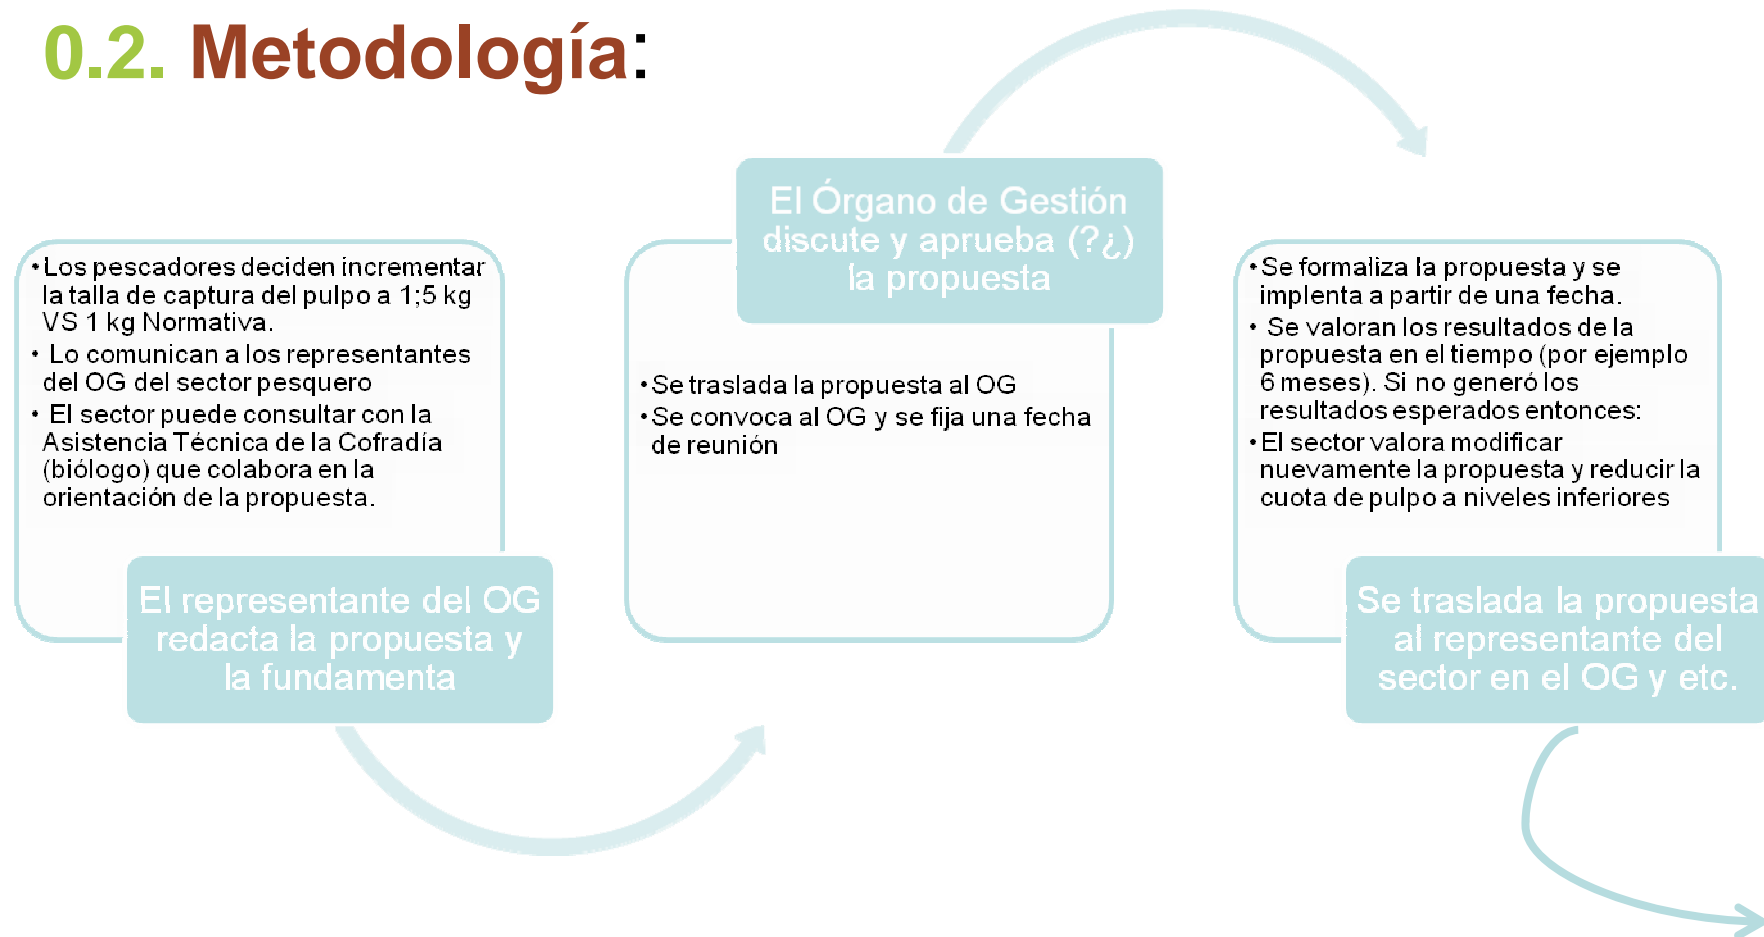 0.2. Metodología:
• Los pescadores deciden incrementar
la talla de captura del pulpo a 1;5 kg
VS 1 kg Normativa.
• Lo comunican a los representantes
del OG del sector pesquero
• El sector puede consultar con la
Asistencia Técnica de la Cofradía
(biólogo) que colabora en la
orientación de la propuesta.
El representante del OG
redacta la propuesta y
la fundamenta
El Órgano de Gestión
discute y aprueba (?¿)
la propuesta
• Se traslada la propuesta al OG
• Se convoca al OG y se fija una fecha
de reunión
• Se formaliza la propuesta y se
implenta a partir de una fecha.
• Se valoran los resultados de la
propuesta en el tiempo (por ejemplo
6 meses). Si no generó los
resultados esperados entonces:
• El sector valora modificar
nuevamente la propuesta y reducir la
cuota de pulpo a niveles inferiores
Se traslada la propuesta
al representante del
sector en el OG y etc.